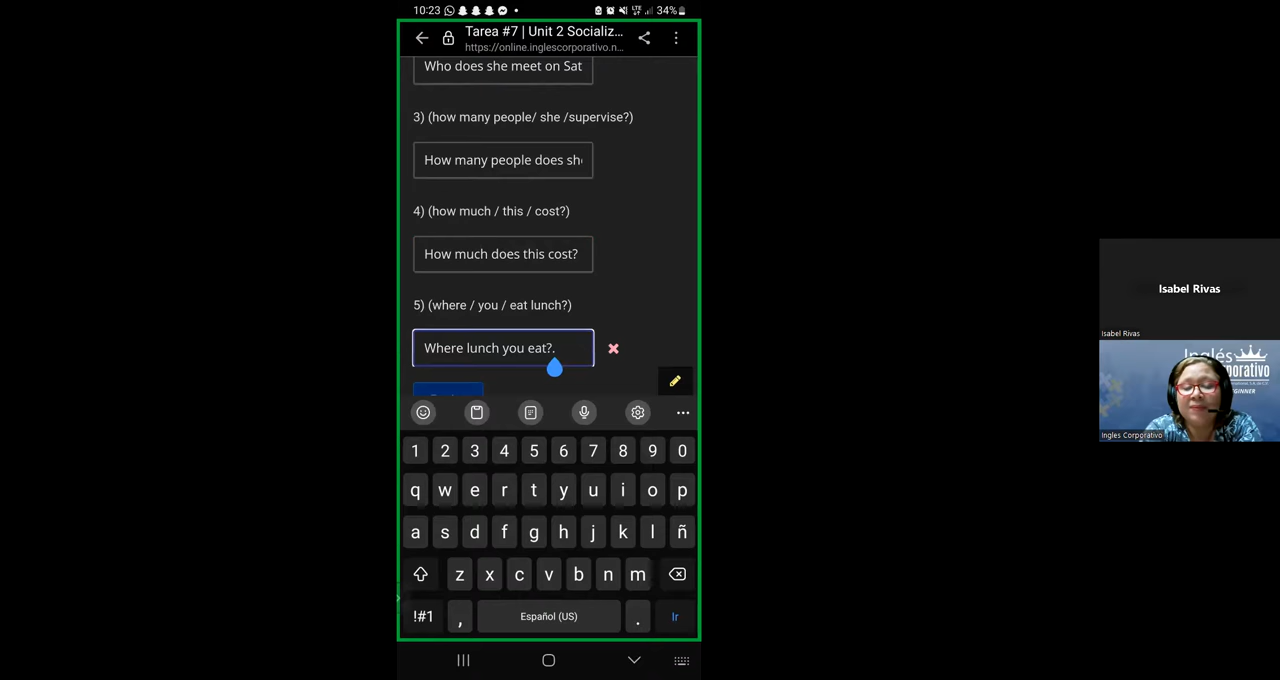 10:23
LTE
34%
Tarea #7 | Unit 2 Socializ...
https://online.inglescorporativo.n...
Who does she meet on Sat
3) (how many people/ she /supervise?)
How many people does she
4) (how much / this / cost?)
How much does this cost?
5) (where / you / eat lunch?)
Where lunch you eat?.
1 2 3 4 5 6 7 8 9 0
q w e r t y u i o p
a s d f g h j k l ñ
z x c v b n m
!#1 , Español (US) . Ir
Isabel Rivas
Isabel Rivas
Inglés
Ingles Corporativo